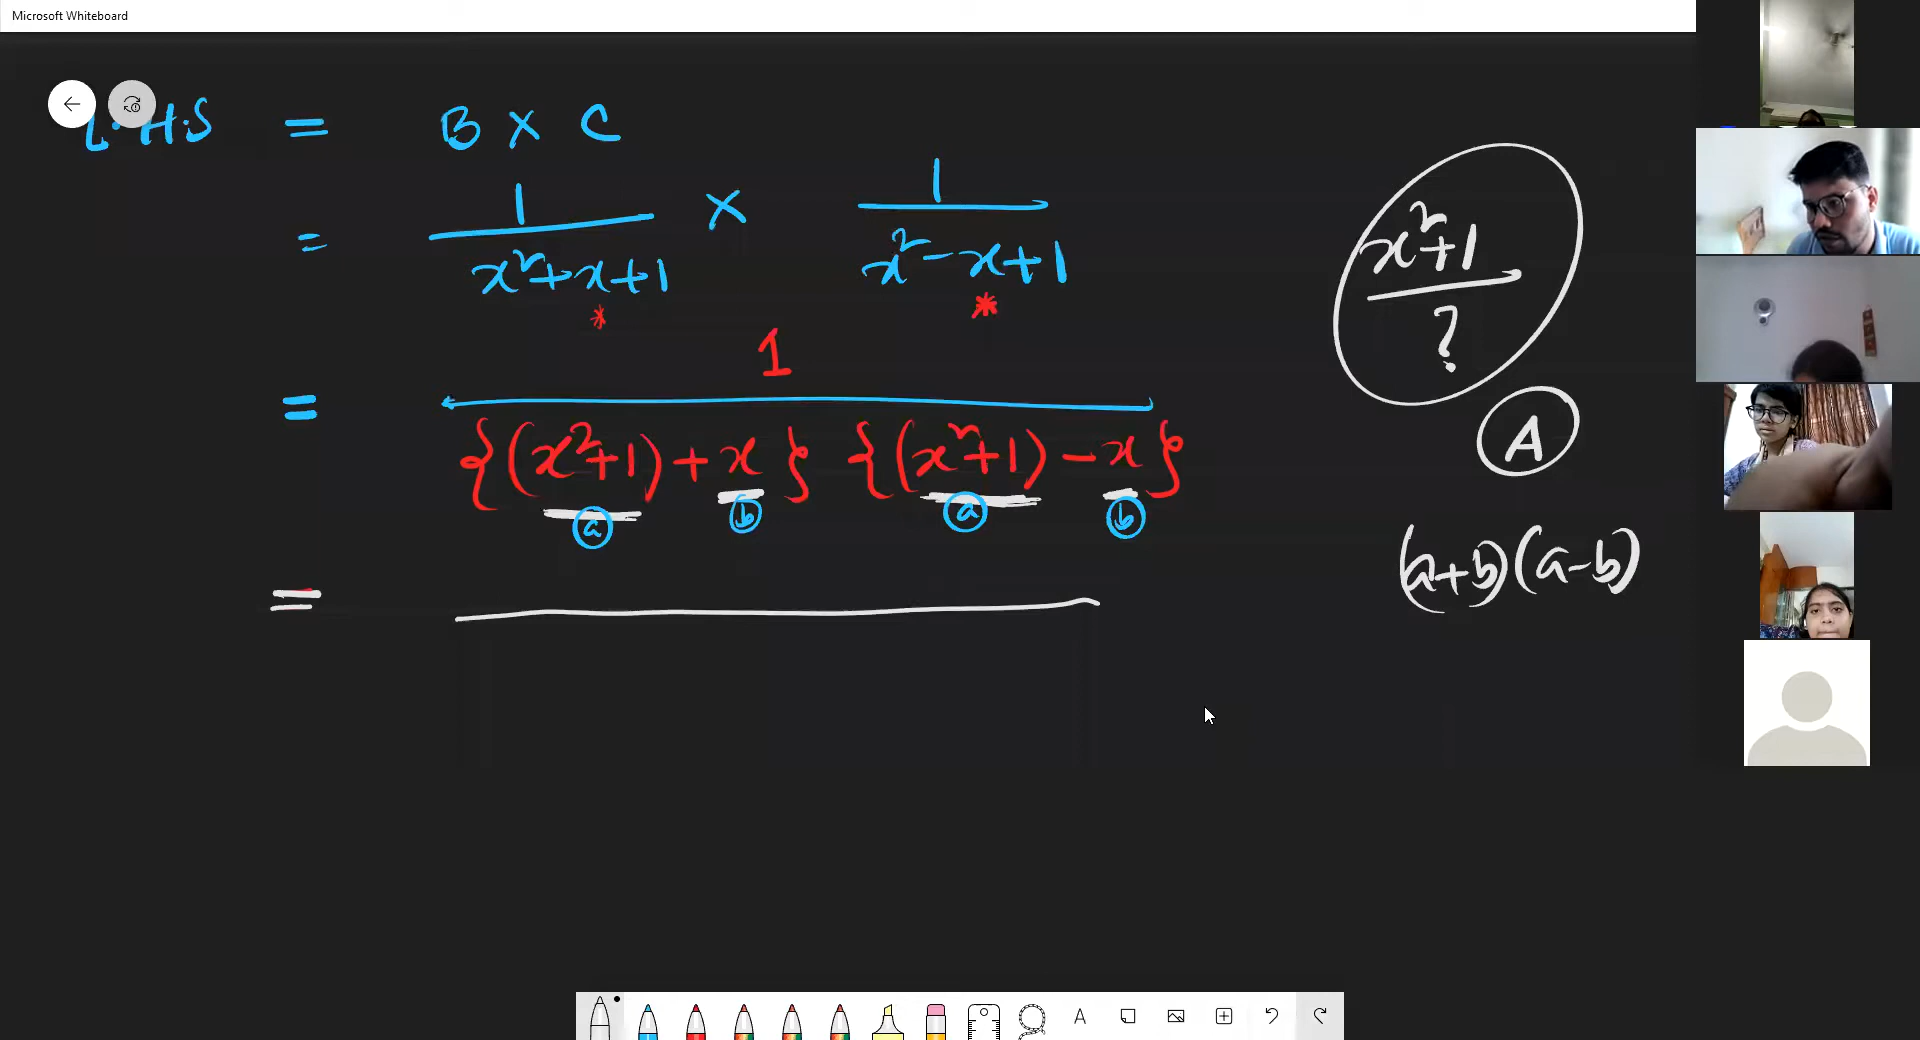 Microsoft Whiteboard
L.H.S = B × C
= 1/(x²+x+1) × 1/(x²-x+1)
* *
= 1/({(x²+1)+x} {(x²+1)-x})
a b a b
=
x²+1/?
A
(a+b)(a-b)
A